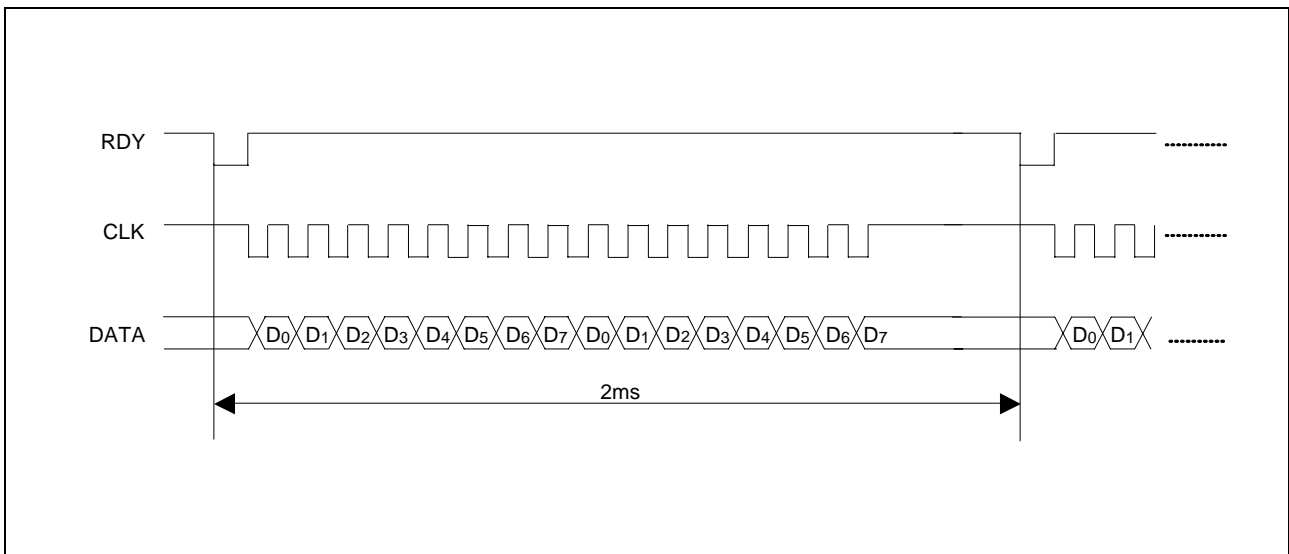 RDY
CLK
DATA D0 D1 D2 D3 D4 D5 D6 D7 D0 D1 D2 D3 D4 D5 D6 D7 D0 D1
2ms